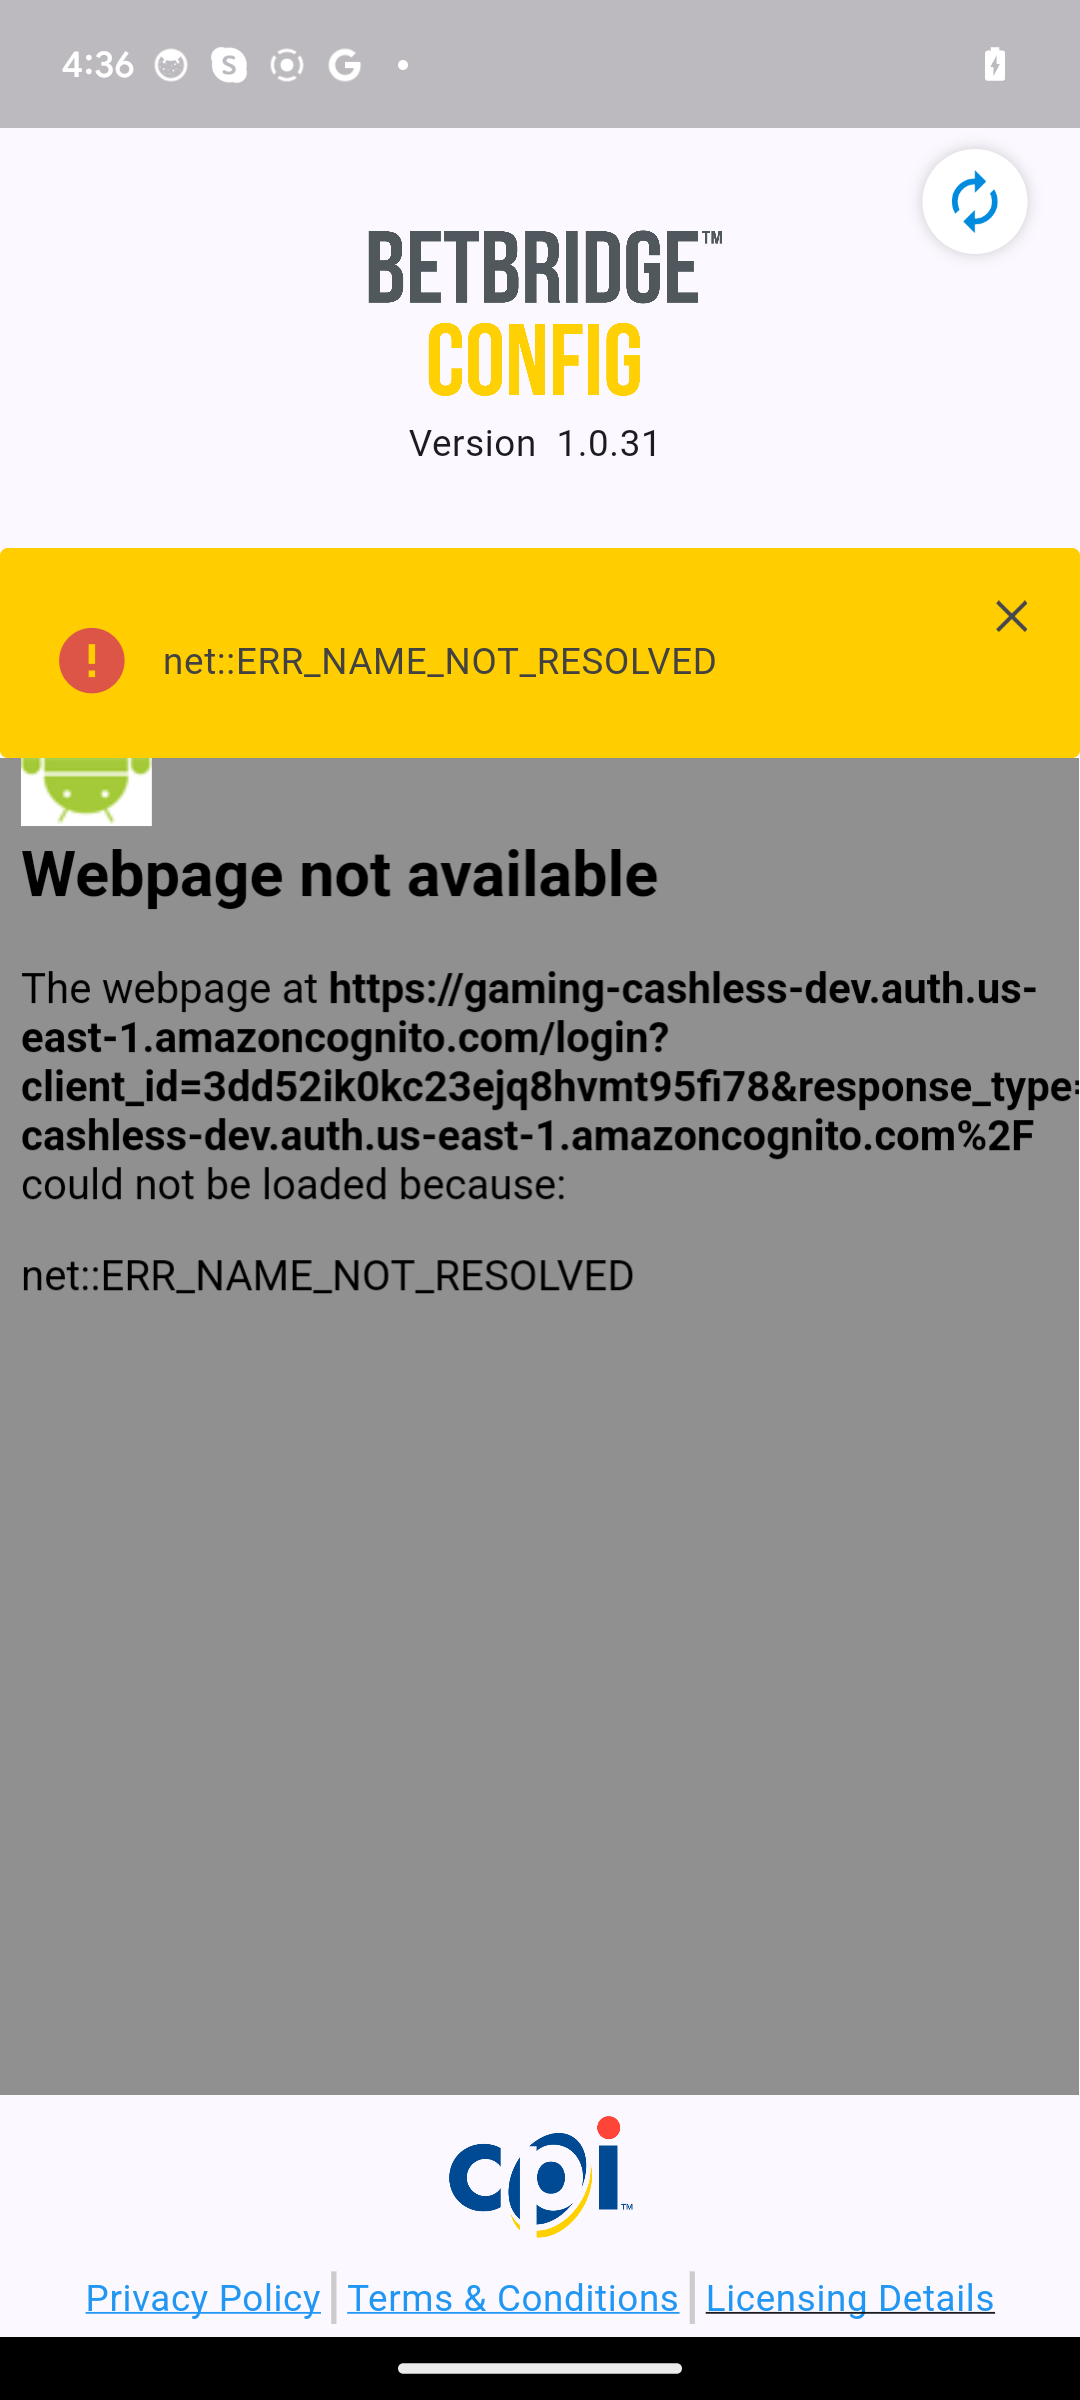 4:36
BETBRIDGE™
CONFIG
Version 1.0.31
net::ERR_NAME_NOT_RESOLVED
Webpage not available
The webpage at https://gaming-cashless-dev.auth.us-
east-1.amazoncognito.com/login?
client_id=3dd52ik0kc23ejq8hvmt95fi78&response_type=
cashless-dev.auth.us-east-1.amazoncognito.com%2F
could not be loaded because:
net::ERR_NAME_NOT_RESOLVED
cpi™
Privacy Policy | Terms & Conditions | Licensing Details